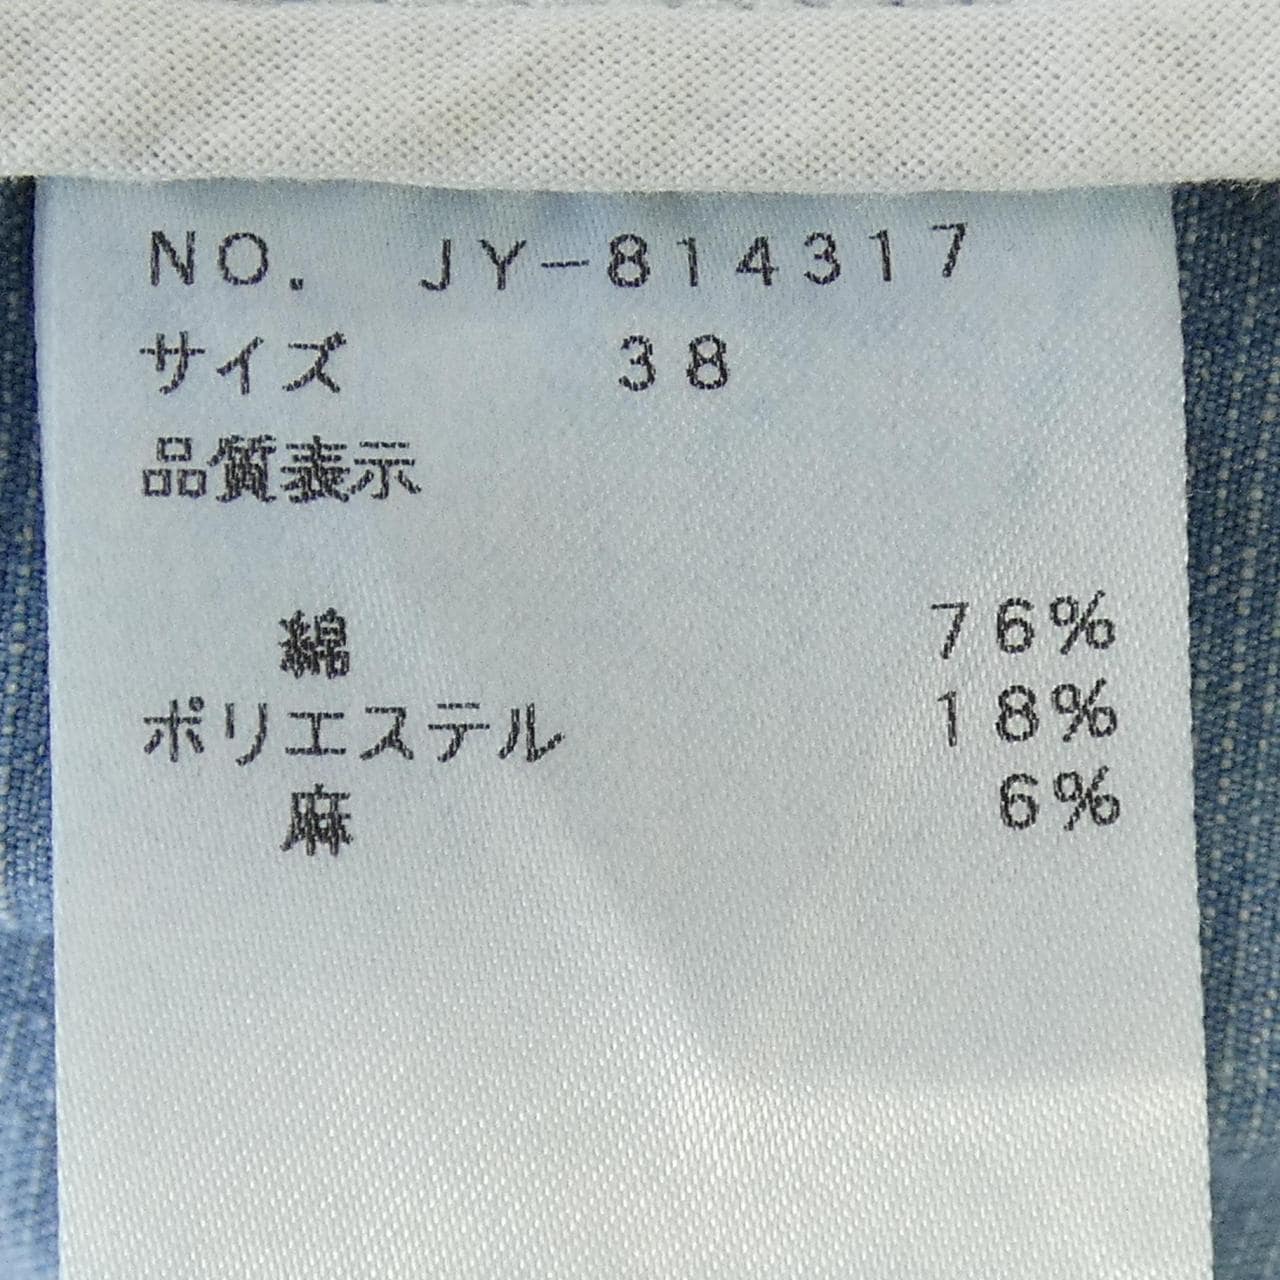 NO. JY-814317
サイズ 38
品質表示
綿 76%
ポリエステル 18%
麻 6%